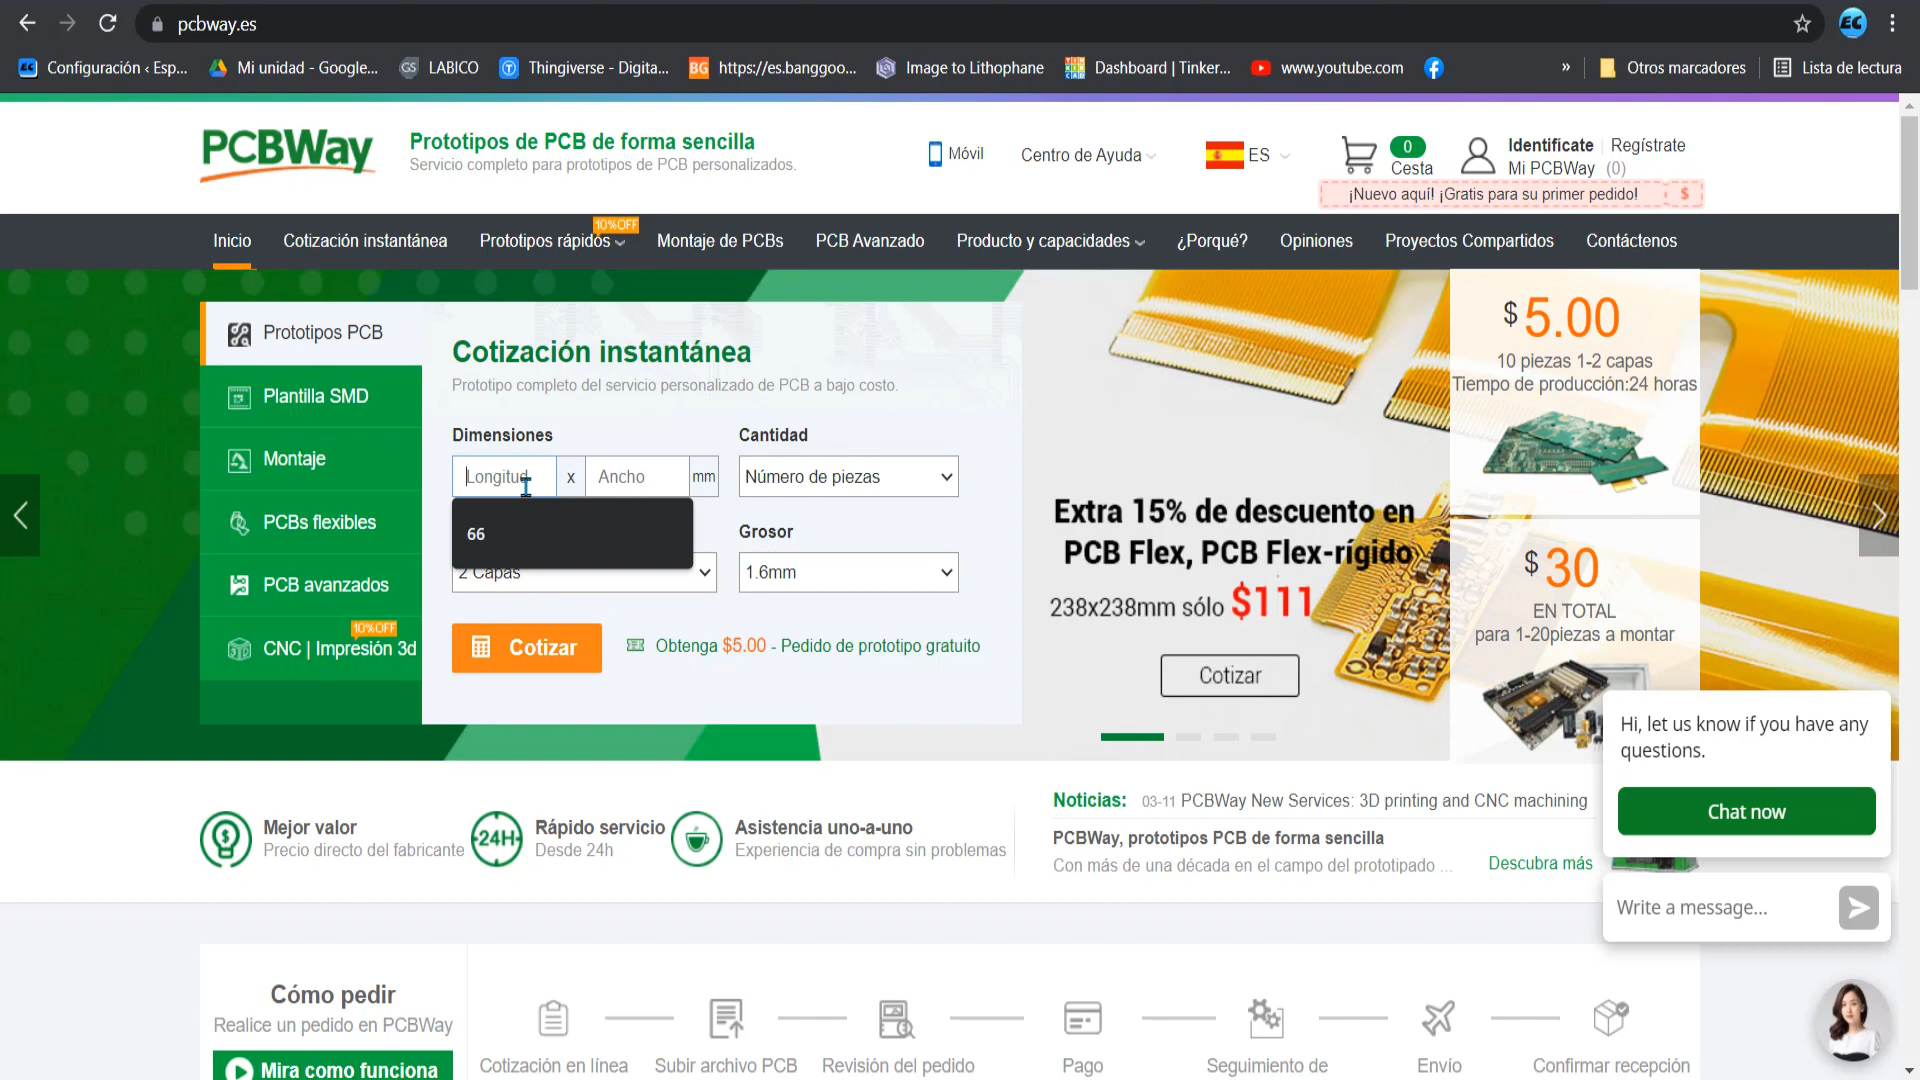 pcbway.es
EC
Configuración ‹ Esp...
Mi unidad - Google...
GS LABICO
Thingiverse - Digita...
BG https://es.banggoo...
Image to Lithophane
Dashboard | Tinker...
www.youtube.com
»
Otros marcadores
Lista de lectura
PCBWay
Prototipos de PCB de forma sencilla
Servicio completo para prototipos de PCB personalizados.
Móvil
Centro de Ayuda
ES
0
Cesta
Identifícate
Regístrate
Mi PCBWay (0)
¡Nuevo aquí! ¡Gratis para su primer pedido! $
10%OFF
Inicio
Cotización instantánea
Prototipos rápidos
Montaje de PCBs
PCB Avanzado
Producto y capacidades
¿Porqué?
Opiniones
Proyectos Compartidos
Contáctenos
Prototipos PCB
Plantilla SMD
Montaje
PCBs flexibles
PCB avanzados
10%OFF
CNC | Impresión 3d
Cotización instantánea
Prototipo completo del servicio personalizado de PCB a bajo costo.
Dimensiones
Cantidad
Longitud x Ancho mm
Número de piezas
66
Grosor
2 Capas
1.6mm
Cotizar
Obtenga $5.00 - Pedido de prototipo gratuito
Extra 15% de descuento en
PCB Flex, PCB Flex-rígido
238x238mm sólo $111
Cotizar
$ 5.00
10 piezas 1-2 capas
Tiempo de producción:24 horas
$ 30
EN TOTAL
para 1-20piezas a montar
Hi, let us know if you have any
questions.
Chat now
Write a message...
Mejor valor
Precio directo del fabricante
24H
Rápido servicio
Desde 24h
Asistencia uno-a-uno
Experiencia de compra sin problemas
Noticias: 03-11 PCBWay New Services: 3D printing and CNC machining
PCBWay, prototipos PCB de forma sencilla
Con más de una década en el campo del prototipado ...
Descubra más
Cómo pedir
Realice un pedido en PCBWay
Mira como funciona
Cotización en línea
Subir archivo PCB
Revisión del pedido
Pago
Seguimiento de
Envío
Confirmar recepción